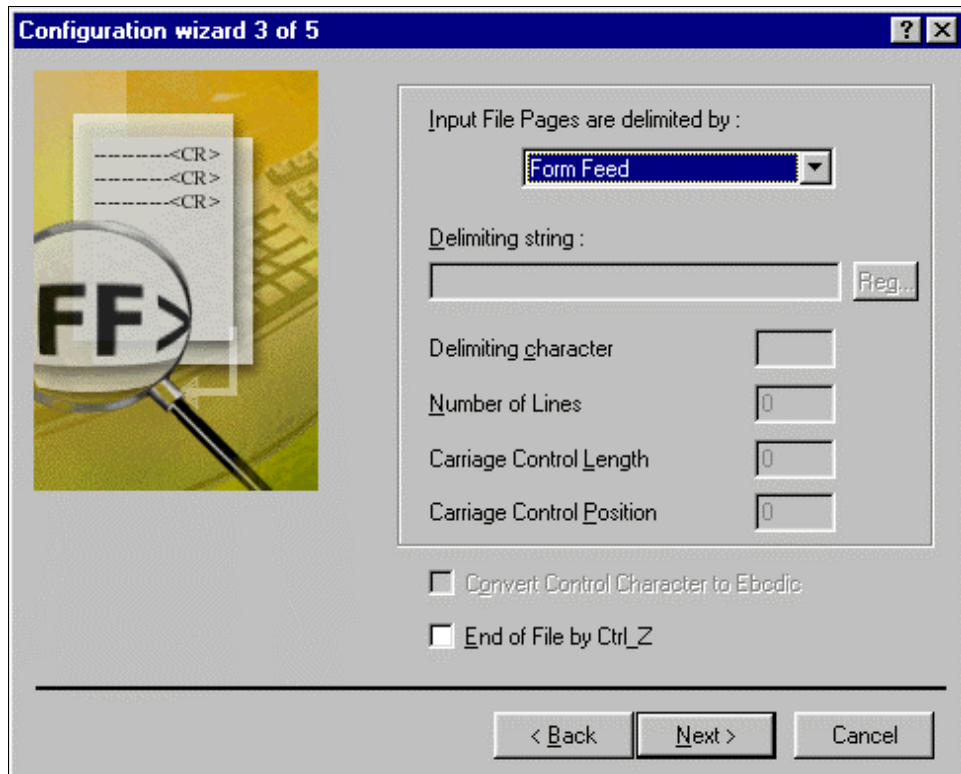 Configuration wizard 3 of 5
---------<CR>
---------<CR>
---------<CR>
FF>
Input File Pages are delimited by :
Form Feed
Delimiting string :
Reg...
Delimiting character
Number of Lines 0
Carriage Control Length 0
Carriage Control Position 0
Convert Control Character to Ebcdic
End of File by Ctrl_Z
< Back Next > Cancel